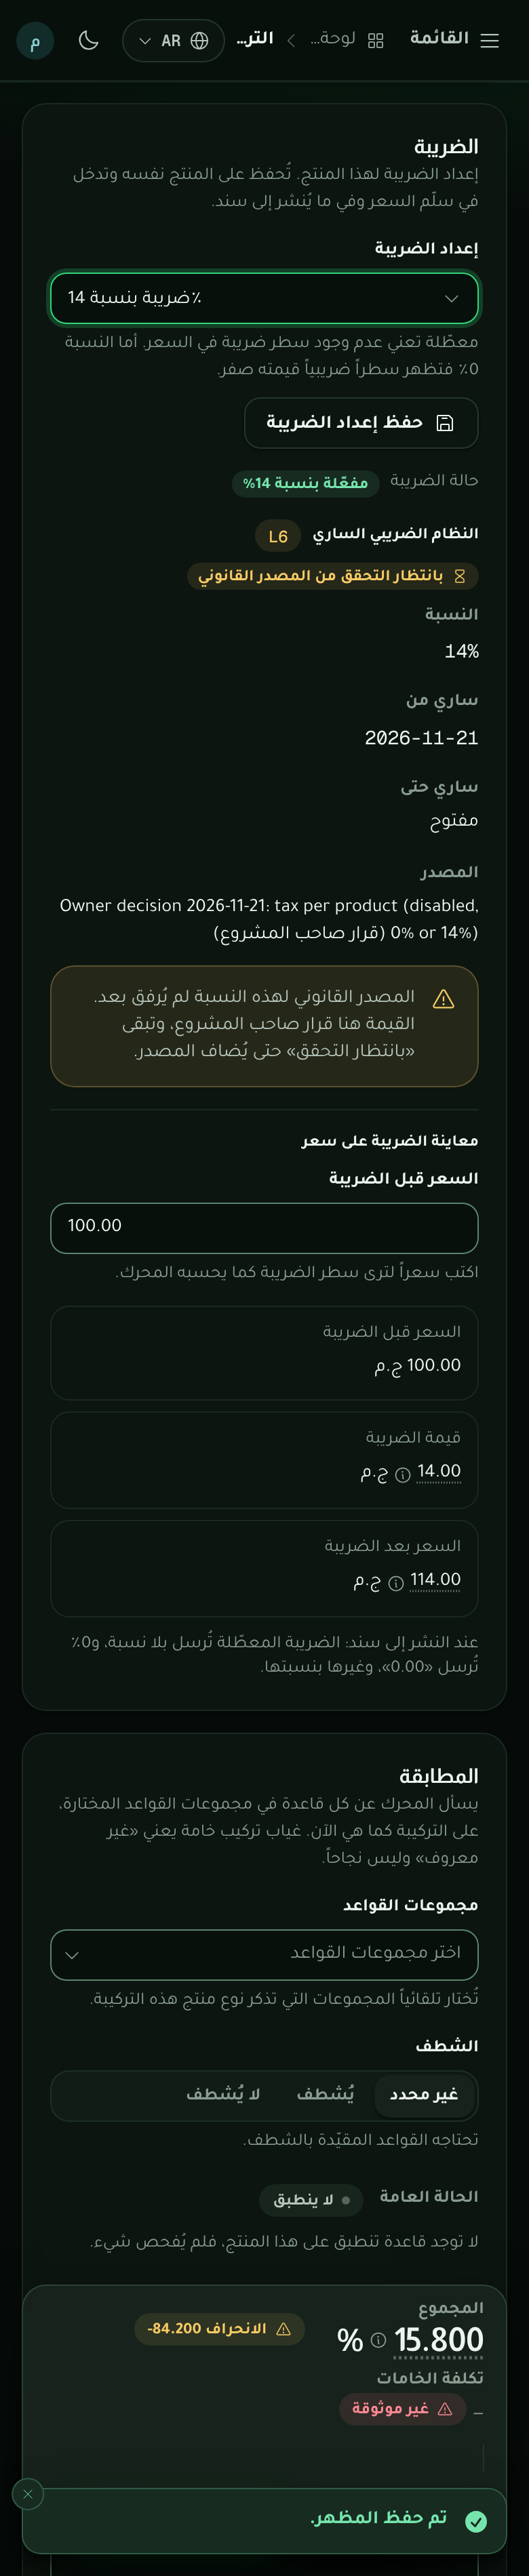 القائمة
لوحة...
التر...
AR
م
الضريبة
إعداد الضريبة لهذا المنتج. تُحفظ على المنتج نفسه وتدخل
في سلّم السعر وفي ما يُنشر إلى سند.
إعداد الضريبة
ضريبة بنسبة 14٪
معطّلة تعني عدم وجود سطر ضريبة في السعر. أما النسبة
0٪ فتظهر سطراً ضريبياً قيمته صفر.
حفظ إعداد الضريبة
حالة الضريبة
مفعّلة بنسبة 14%
النظام الضريبي الساري
L6
بانتظار التحقق من المصدر القانوني
النسبة
14%
ساري من
2026-11-21
ساري حتى
مفتوح
المصدر
Owner decision 2026-11-21: tax per product (disabled,
0% or 14%) (قرار صاحب المشروع)
المصدر القانوني لهذه النسبة لم يُرفق بعد.
القيمة هنا قرار صاحب المشروع، وتبقى
«بانتظار التحقق» حتى يُضاف المصدر.
معاينة الضريبة على سعر
السعر قبل الضريبة
100.00
اكتب سعراً لترى سطر الضريبة كما يحسبه المحرك.
السعر قبل الضريبة
100.00 ج.م
قيمة الضريبة
14.00 ج.م
السعر بعد الضريبة
114.00 ج.م
عند النشر إلى سند: الضريبة المعطّلة تُرسل بلا نسبة، و0٪
تُرسل «0.00»، وغيرها بنسبتها.
المطابقة
يسأل المحرك عن كل قاعدة في مجموعات القواعد المختارة،
على التركيبة كما هي الآن. غياب تركيب خامة يعني «غير
معروف» وليس نجاحاً.
مجموعات القواعد
اختر مجموعات القواعد
تُختار تلقائياً المجموعات التي تذكر نوع منتج هذه التركيبة.
الشطف
غير محدد
يُشطف
لا يُشطف
تحتاجه القواعد المقيّدة بالشطف.
الحالة العامة
لا ينطبق
لا توجد قاعدة تنطبق على هذا المنتج، فلم يُفحص شيء.
المجموع
15.800 %
الانحراف 84.200-
تكلفة الخامات
–
غير موثوقة
تم حفظ المظهر.